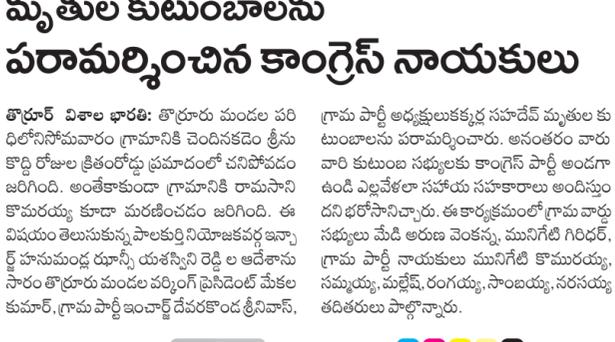 మృతుల కుటుంబాలను
పరామర్శించిన కాంగ్రెస్ నాయకులు
తొర్రూర్ విశాల భారతి: తొర్రూరు మండల పరి
ధిలోనిసోమవారం గ్రామానికి చెందినకడెం శ్రీను
కొద్ది రోజుల క్రితంరోడ్డు ప్రమాదంలో చనిపోవడం
జరిగింది. అంతేకాకుండా గ్రామానికి రామసాని
కొమరయ్య కూడా మరణించడం జరిగింది. ఈ
విషయం తెలుసుకున్న పాలకుర్తి నియోజకవర్గ ఇన్చా
ర్జ్ హనుమండ్ల ఝాన్సీ యశస్విని రెడ్డి ల ఆదేశాను
సారం తొర్రూరు మండల వర్కింగ్ ప్రెసిడెంట్ మేకల
కుమార్, గ్రామ పార్టీ ఇంచార్జ్ దేవరకొండ శ్రీనివాస్,
గ్రామ పార్టీ అధ్యక్షులుకక్కర్ల సహదేవ్ మృతుల కు
టుంబాలను పరామర్శించారు. అనంతరం వారు
వారి కుటుంబ సభ్యులకు కాంగ్రెస్ పార్టీ అండగా
ఉండి ఎల్లవేళలా సహాయ సహకారాలు అందిస్తుం
దని భరోసానిచ్చారు. ఈ కార్యక్రమంలో గ్రామ వార్డు
సభ్యులు మేడి అరుణ వెంకన్న, మునిగేటి గిరిధర్,
గ్రామ పార్టీ నాయకులు మునిగేటి కొమురయ్య,
సమ్మయ్య, మల్లేష్, రంగయ్య, సాంబయ్య, నరసయ్య
తదితరులు పాల్గొన్నారు.